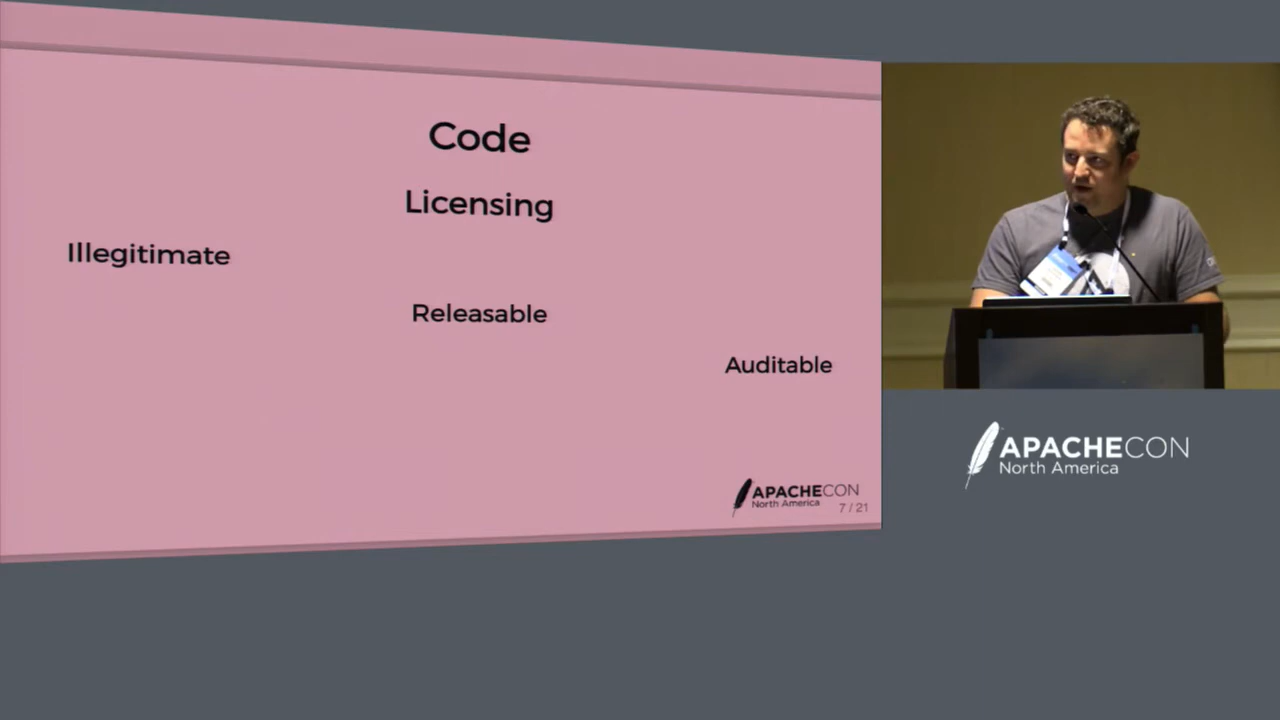 Code
Licensing
Illegitimate
Releasable
Auditable
APACHECON
North America
7 / 21
APACHECON
North America